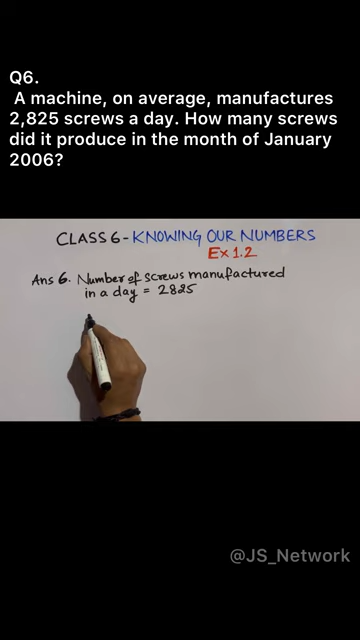 Q6.
A machine, on average, manufactures
2,825 screws a day. How many screws
did it produce in the month of January
2006?
CLASS 6 - KNOWING OUR NUMBERS
Ex 1.2
Ans 6. Number of screws manufactured
in a day = 2825
@JS_Network